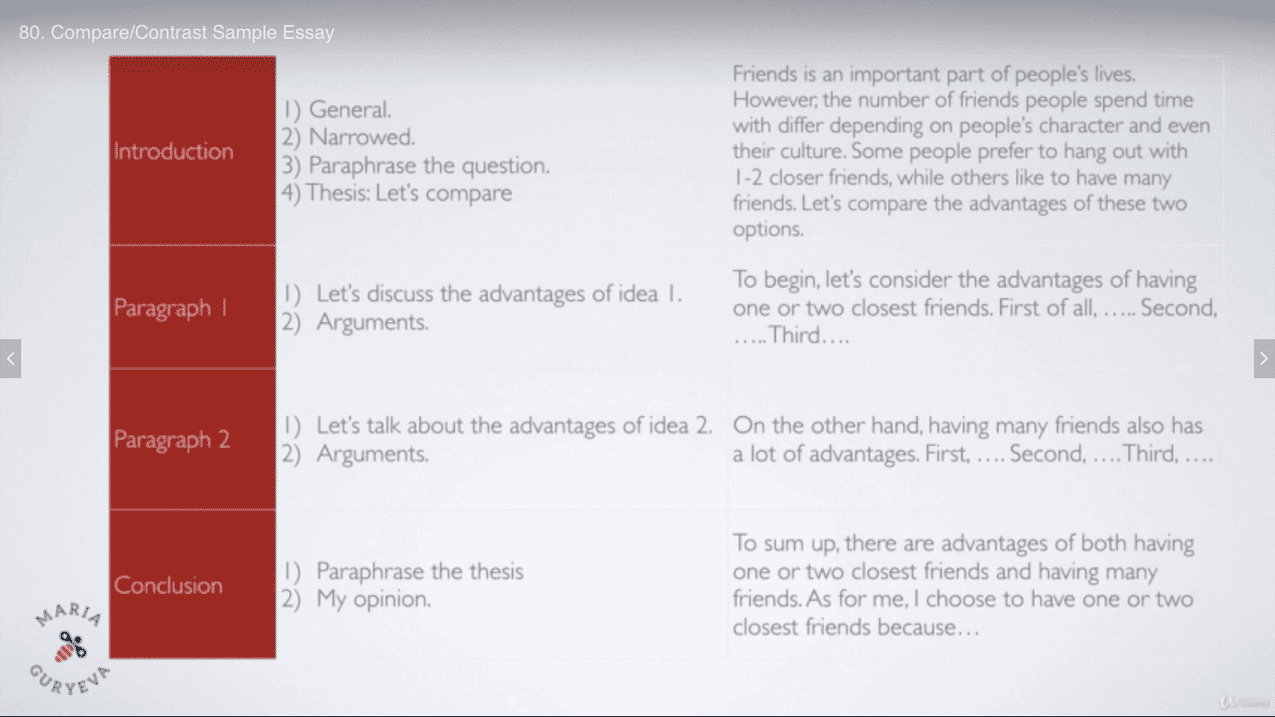 80. Compare/Contrast Sample Essay
Introduction
1) General.
2) Narrowed.
3) Paraphrase the question.
4) Thesis: Let's compare
Friends is an important part of people's lives.
However, the number of friends people spend time
with differ depending on people's character and even
their culture. Some people prefer to hang out with
1-2 closer friends, while others like to have many
friends. Let's compare the advantages of these two
options.
Paragraph 1
1) Let's discuss the advantages of idea 1.
2) Arguments.
To begin, let's consider the advantages of having
one or two closest friends. First of all, ….. Second,
…..Third….
Paragraph 2
1) Let's talk about the advantages of idea 2.
2) Arguments.
On the other hand, having many friends also has
a lot of advantages. First, …. Second, ….Third, ….
Conclusion
1) Paraphrase the thesis
2) My opinion.
To sum up, there are advantages of both having
one or two closest friends and having many
friends. As for me, I choose to have one or two
closest friends because…
MARIA
GURYEVA
Udemy